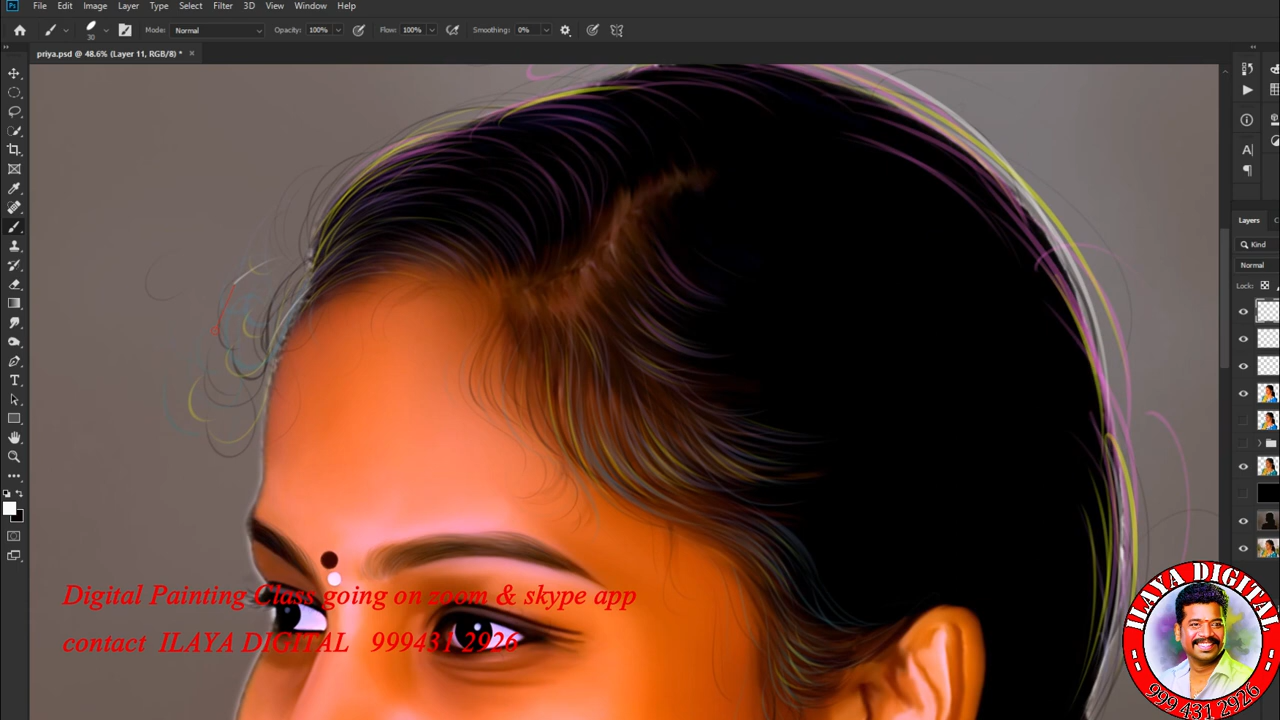 File Edit Image Layer Type Select Filter 3D View Window Help
30 Mode: Normal Opacity: 100% Flow: 100% Smoothing: 0%
priya.psd @ 48.6% (Layer 11, RGB/8) *
Layers
Kind
Normal
Lock:
Digital Painting Class going on zoom & skype app
contact ILAYA DIGITAL 999431 2926
ILAYA DIGITAL
999 431 2926